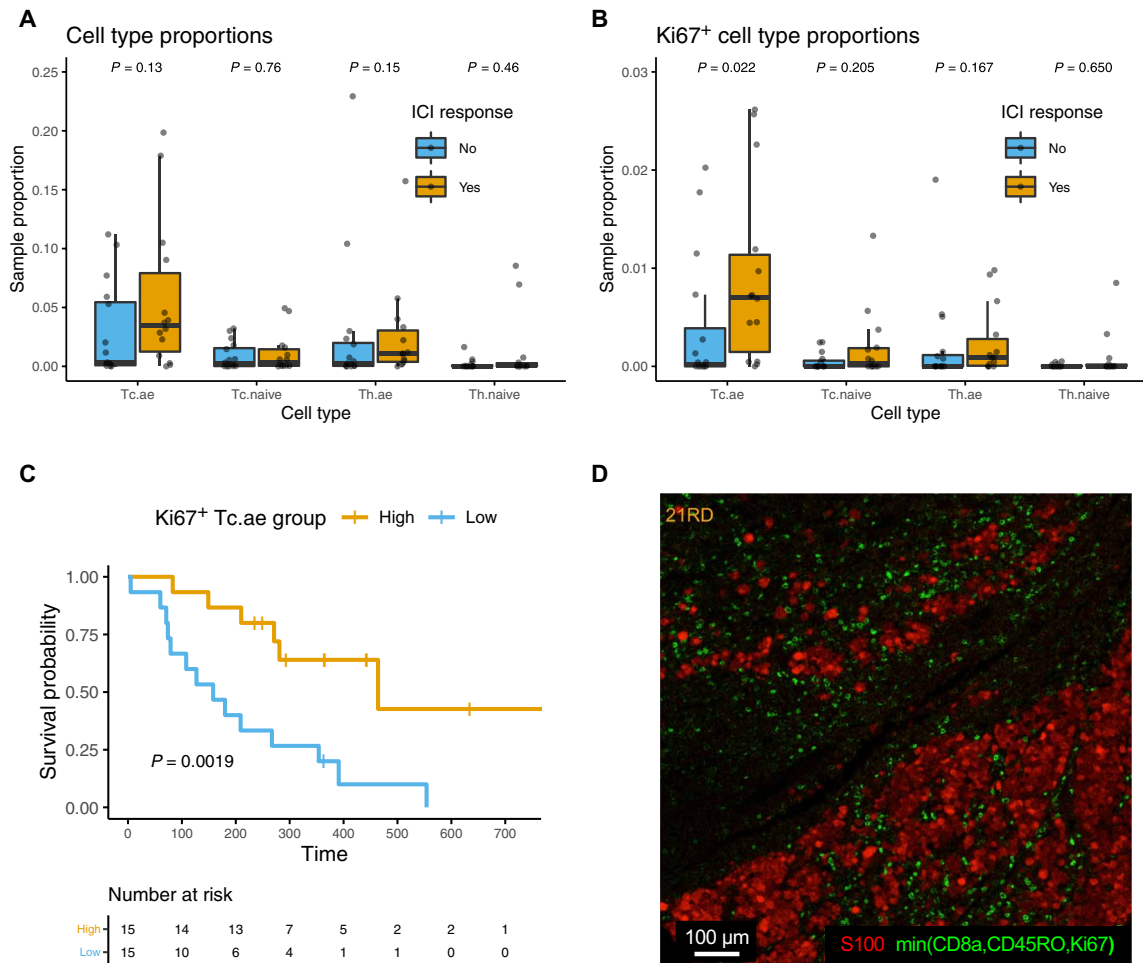 A
Cell type proportions
P = 0.13 P = 0.76 P = 0.15 P = 0.46
0.25
0.20
0.15
0.10
0.05
0.00
Sample proportion
ICI response
No
Yes
Tc.ae Tc.naive Th.ae Th.naive
Cell type
B
Ki67+ cell type proportions
P = 0.022 P = 0.205 P = 0.167 P = 0.650
0.03
0.02
0.01
0.00
Sample proportion
ICI response
No
Yes
Tc.ae Tc.naive Th.ae Th.naive
Cell type
C
Ki67+ Tc.ae group High Low
1.00
0.75
0.50
0.25
0.00
Survival probability
P = 0.0019
0 100 200 300 400 500 600 700
Time
Number at risk
High 15 14 13 7 5 2 2 1
Low 15 10 6 4 1 1 0 0
D
21RD
100 µm
S100 min(CD8a,CD45RO,Ki67)